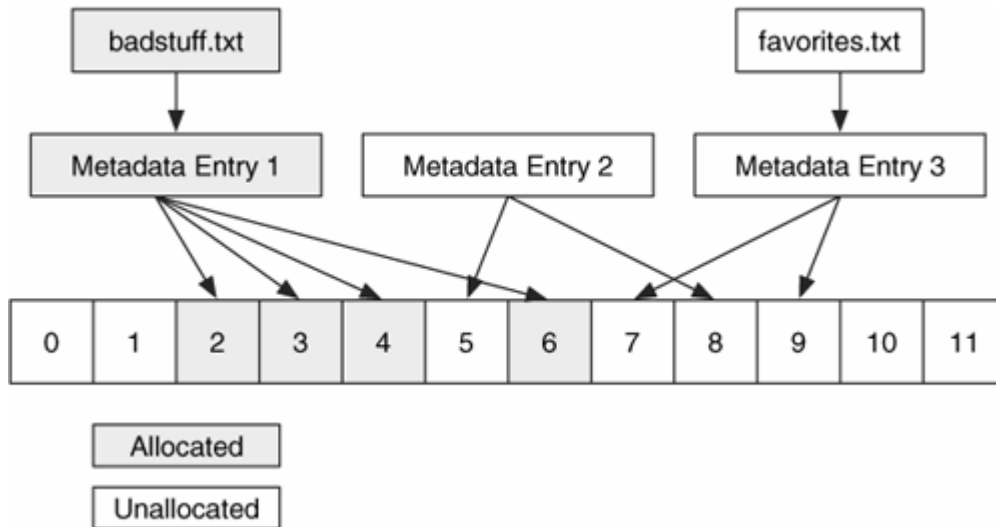 badstuff.txt favorites.txt
Metadata Entry 1 Metadata Entry 2 Metadata Entry 3
0 1 2 3 4 5 6 7 8 9 10 11
Allocated
Unallocated